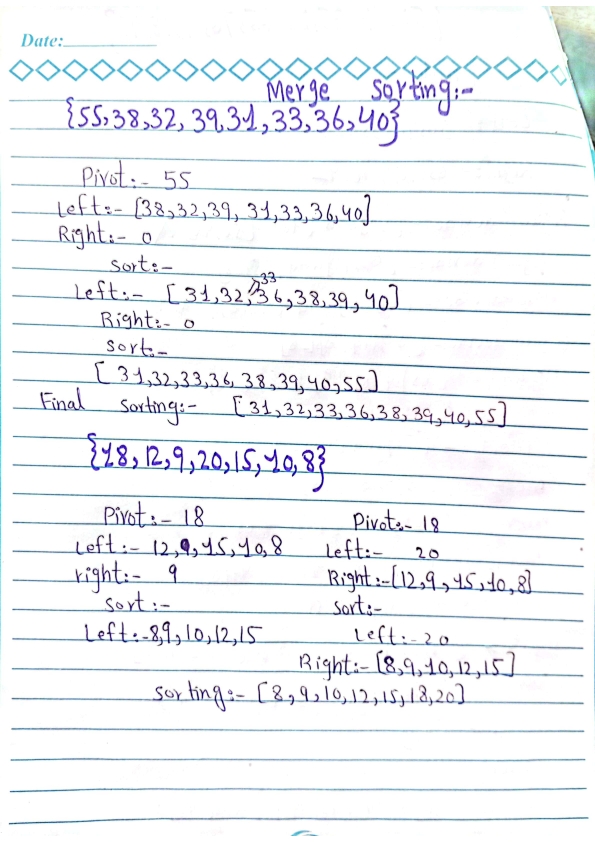 Date:
Merge Sorting:-
{55,38,32,39,31,33,36,40}
Pivot:- 55
Left:- [38,32,39,31,33,36,40]
Right:- 0
sort:-
33
Left:- [31,32,36,38,39,40]
Right:- 0
sort:-
[31,32,33,36,38,39,40,55]
Final sorting:- [31,32,33,36,38,39,40,55]
{18,12,9,20,15,10,8}
Pivot:- 18
Left:- 12,9,15,10,8
right:- 9
Sort:-
Left:-8,9,10,12,15
Pivot:- 18
Left:- 20
Right:-[12,9,15,10,8]
sort:-
Left:-20
Right:- [8,9,10,12,15]
sorting:- [8,9,10,12,15,18,20]